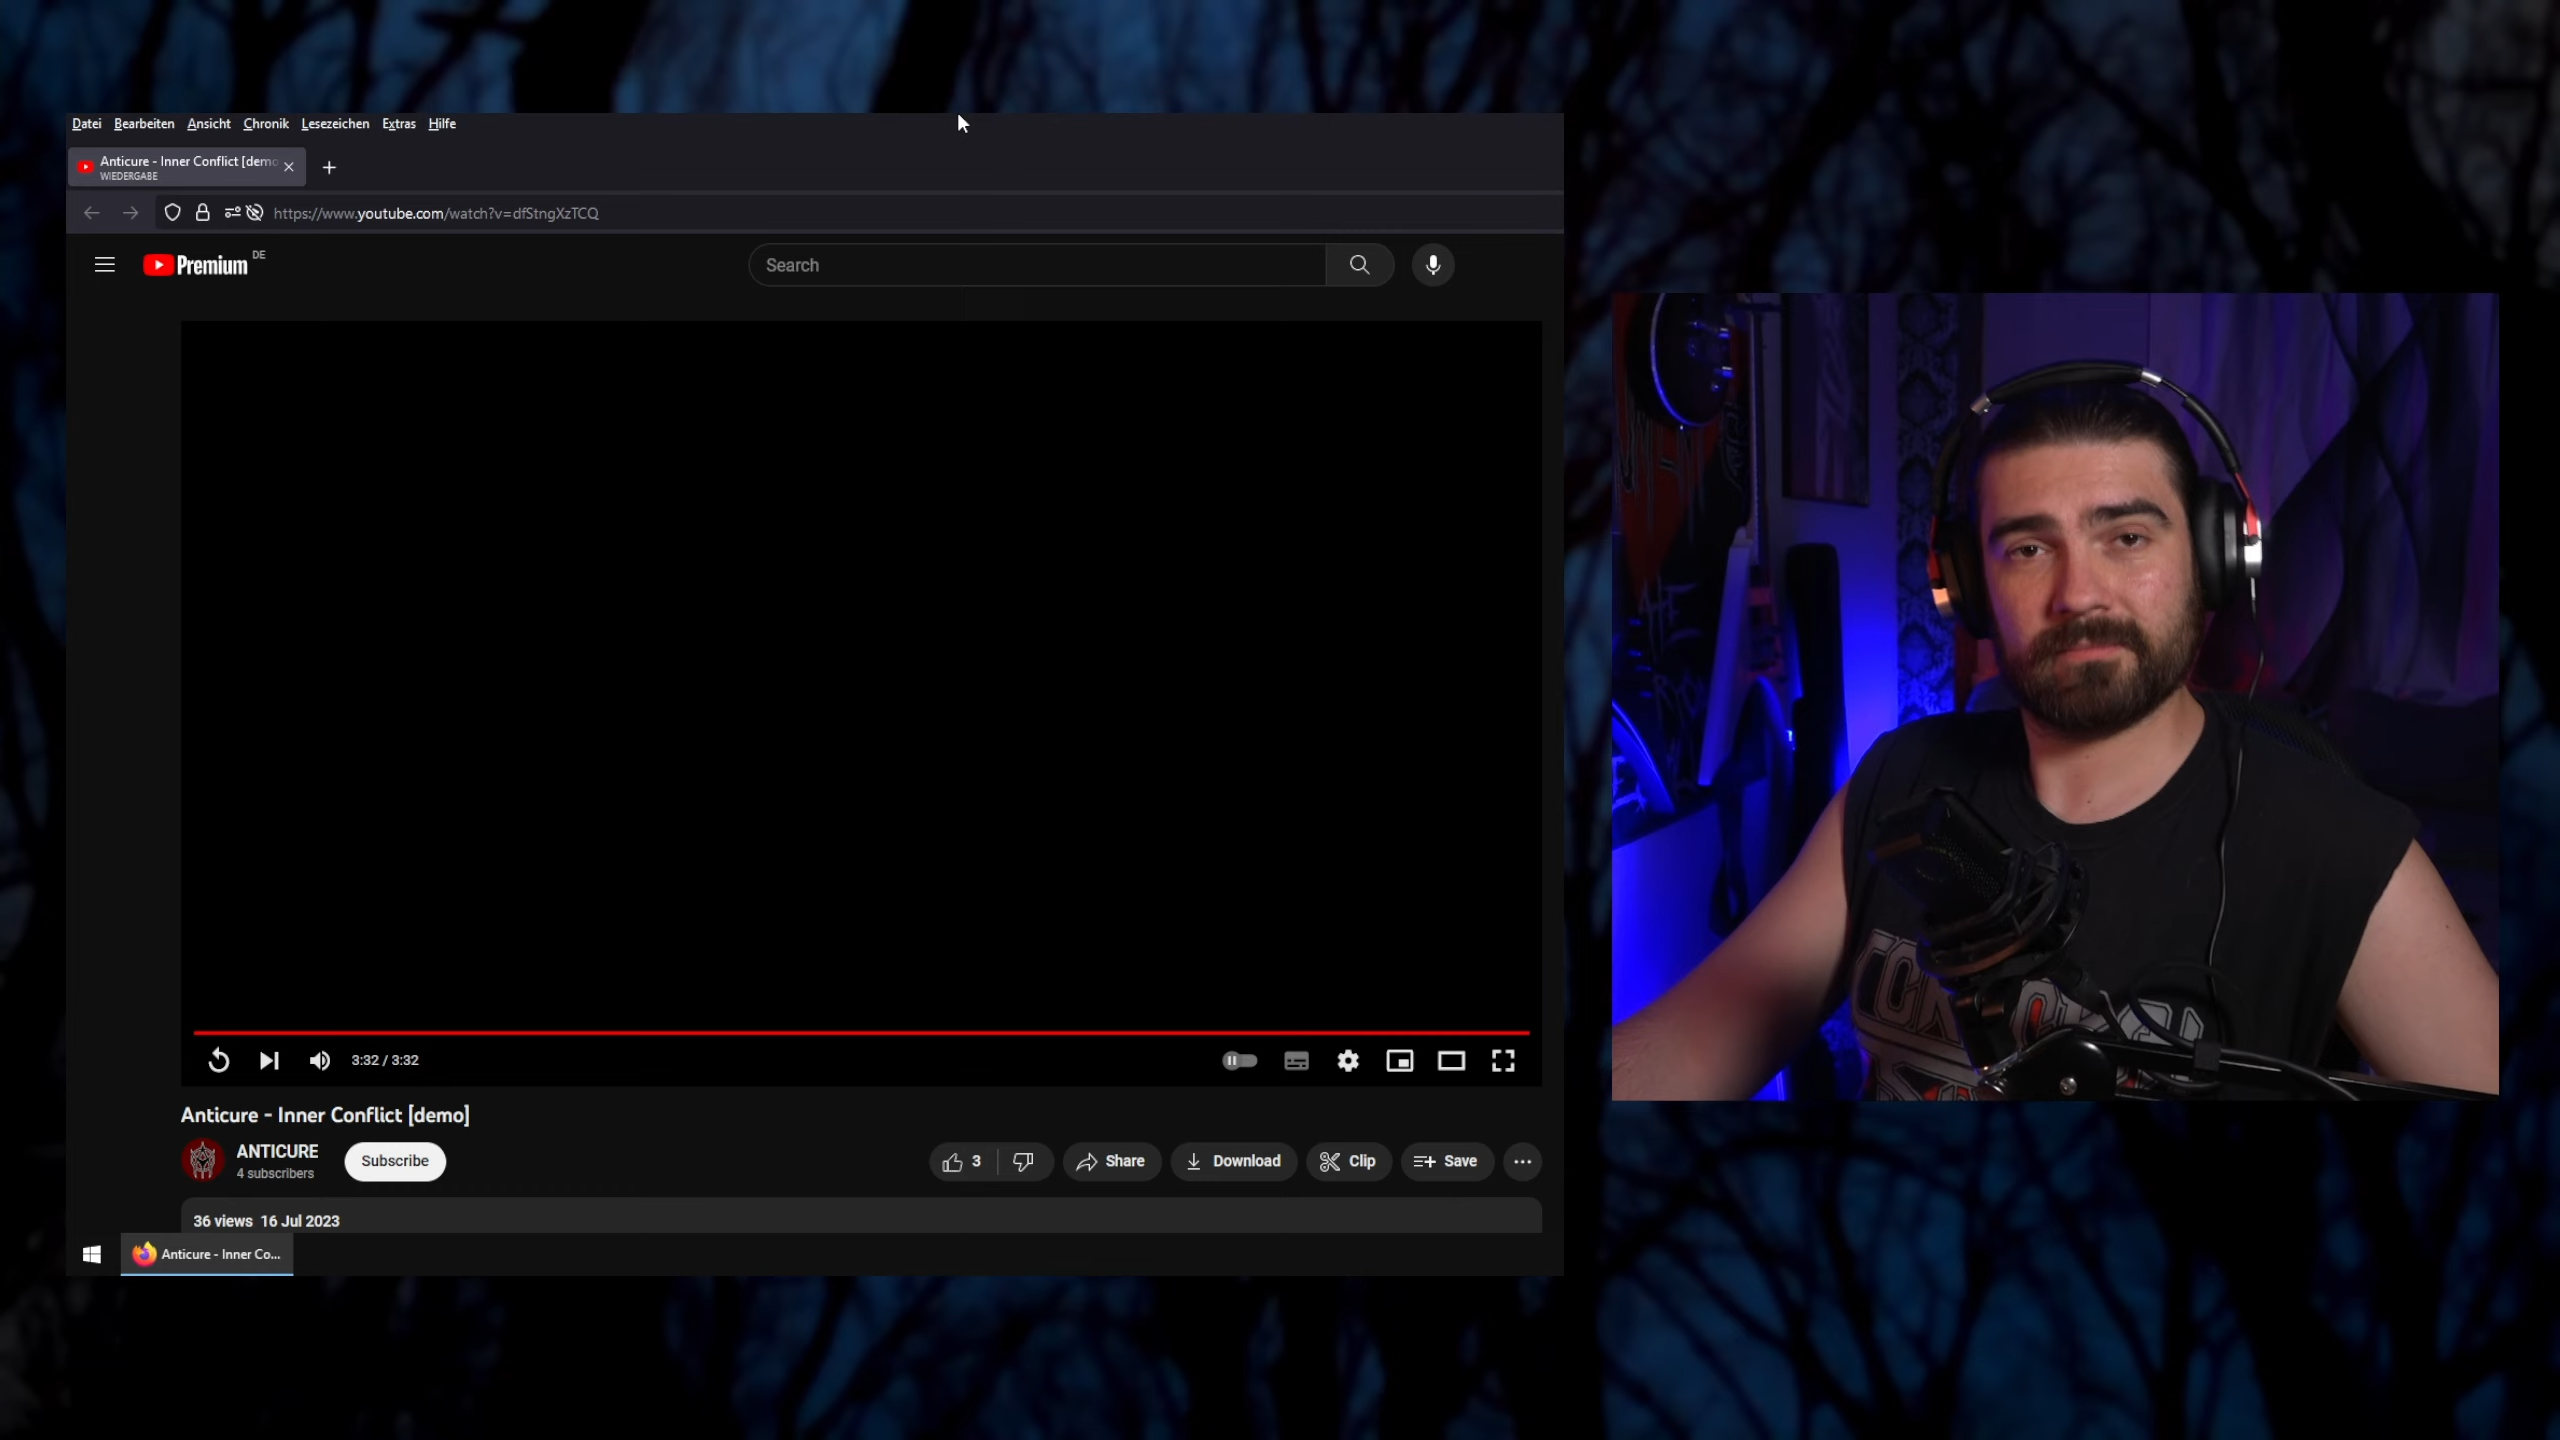 Datei Bearbeiten Ansicht Chronik Lesezeichen Extras Hilfe
Anticure - Inner Conflict [demo
WIEDERGABE
https://www.youtube.com/watch?v=dfStngXzTCQ
Premium DE
Search
3:32 / 3:32
Anticure - Inner Conflict [demo]
ANTICURE
4 subscribers
Subscribe
3
Share
Download
Clip
Save
36 views 16 Jul 2023
Anticure - Inner Co...